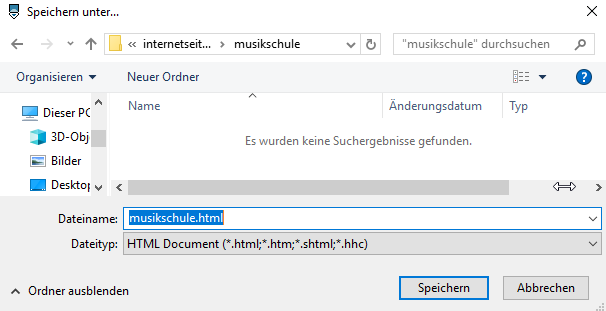 Speichern unter...
« internetseit... > musikschule
"musikschule" durchsuchen
Organisieren
Neuer Ordner
Dieser PC
3D-Obj
Bilder
Desktop
Name
Änderungsdatum
Typ
Es wurden keine Suchergebnisse gefunden.
Dateiname: musikschule.html
Dateityp: HTML Document (*.html;*.htm;*.shtml;*.hhc)
Ordner ausblenden
Speichern
Abbrechen